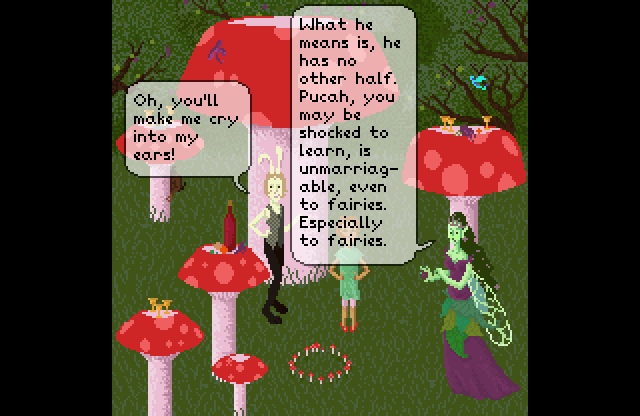 Oh, you'll
make me cry
into my
ears!
What he
means is, he
has no
other half.
Pucah, you
may be
shocked to
learn, is
unmarriag-
able, even
to fairies.
Especially
to fairies.